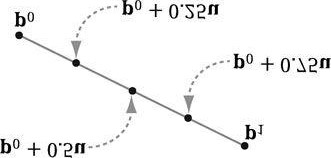 p⁰ + 0.25u
p⁰
p⁰ + 0.75u
p¹
p⁰ + 0.5u